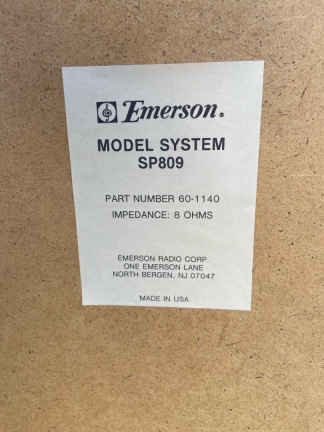 Emerson.
MODEL SYSTEM
SP809
PART NUMBER 60-1140
IMPEDANCE: 8 OHMS
EMERSON RADIO CORP.
ONE EMERSON LANE
NORTH BERGEN, NJ 07047
MADE IN USA